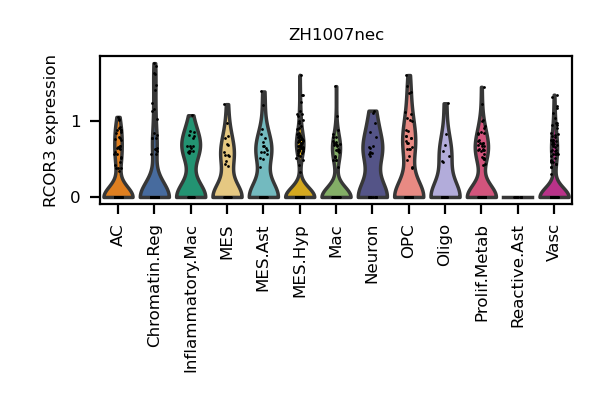 ZH1007nec
RCOR3 expression
1
0
AC
Chromatin.Reg
Inflammatory.Mac
MES
MES.Ast
MES.Hyp
Mac
Neuron
OPC
Oligo
Prolif.Metab
Reactive.Ast
Vasc